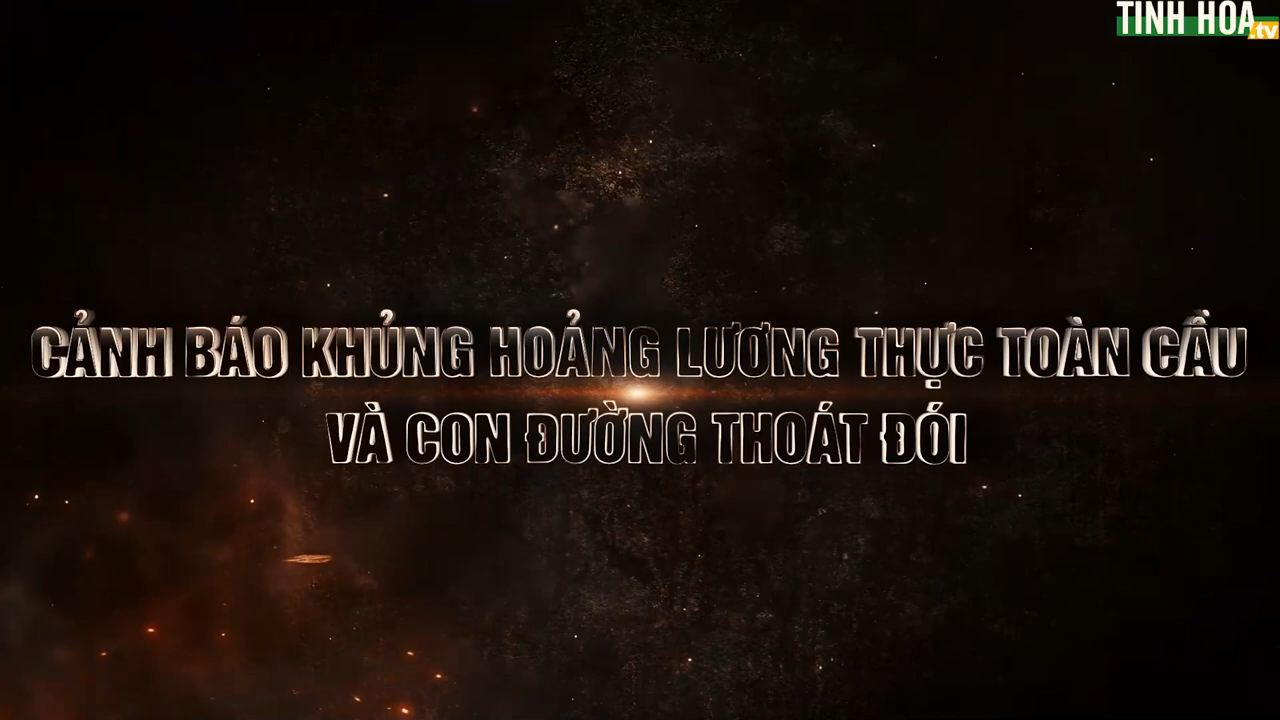 TINH HOA
.tv
CẢNH BÁO KHỦNG HOẢNG LƯƠNG THỰC TOÀN CẦU
VÀ CON ĐƯỜNG THOÁT ĐÓI